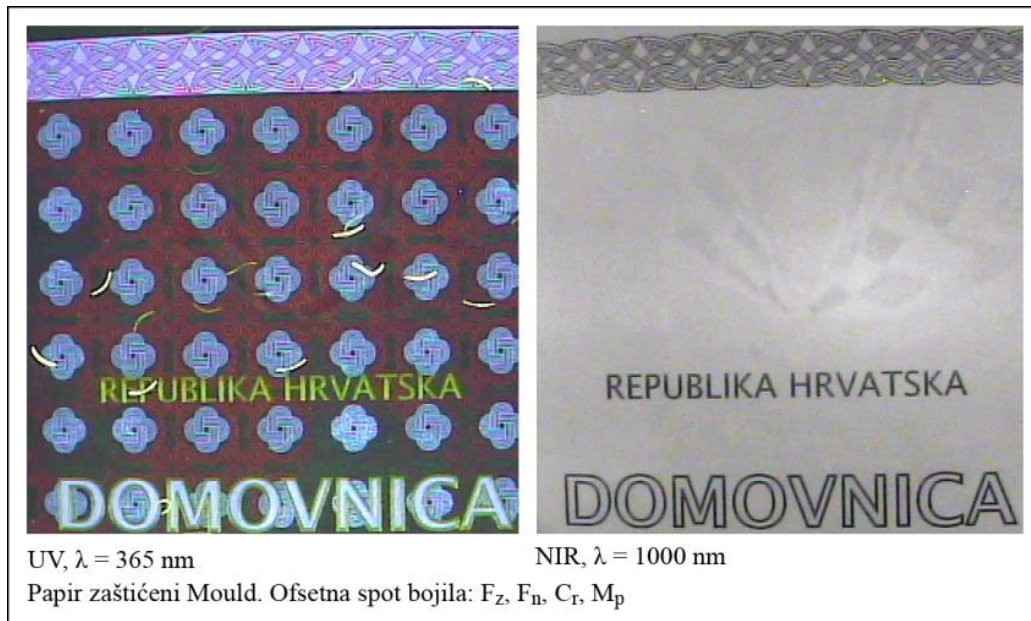 REPUBLIKA HRVATSKA
DOMOVNICA
REPUBLIKA HRVATSKA
DOMOVNICA
UV, λ = 365 nm
NIR, λ = 1000 nm
Papir zaštićeni Mould. Ofsetna spot bojila: Fz, Fn, Cr, Mp